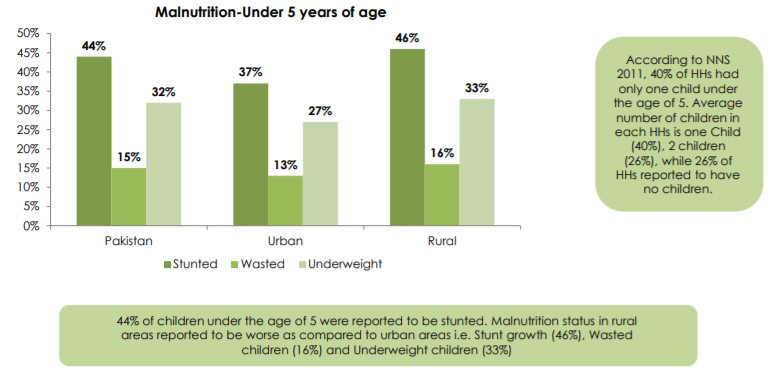 Malnutrition-Under 5 years of age
50%
45%
40%
35%
30%
25%
20%
15%
10%
5%
0%
44%
15%
32%
37%
13%
27%
46%
16%
33%
Pakistan
Urban
Rural
Stunted
Wasted
Underweight
According to NNS
2011, 40% of HHs had
only one child under
the age of 5. Average
number of children in
each HHs is one Child
(40%), 2 children
(26%), while 26% of
HHs reported to have
no children.
44% of children under the age of 5 were reported to be stunted. Malnutrition status in rural
areas reported to be worse as compared to urban areas i.e. Stunt growth (46%), Wasted
children (16%) and Underweight children (33%)